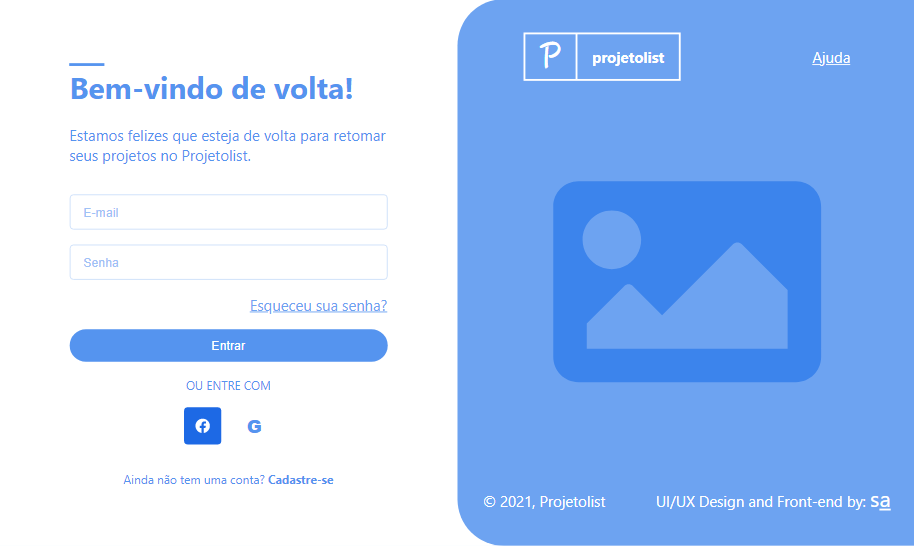 Bem-vindo de volta!
Estamos felizes que esteja de volta para retomar
seus projetos no Projetolist.
E-mail
Senha
Esqueceu sua senha?
Entrar
OU ENTRE COM
G
Ainda não tem uma conta? Cadastre-se
P projetolist
Ajuda
© 2021, Projetolist
UI/UX Design and Front-end by: sa